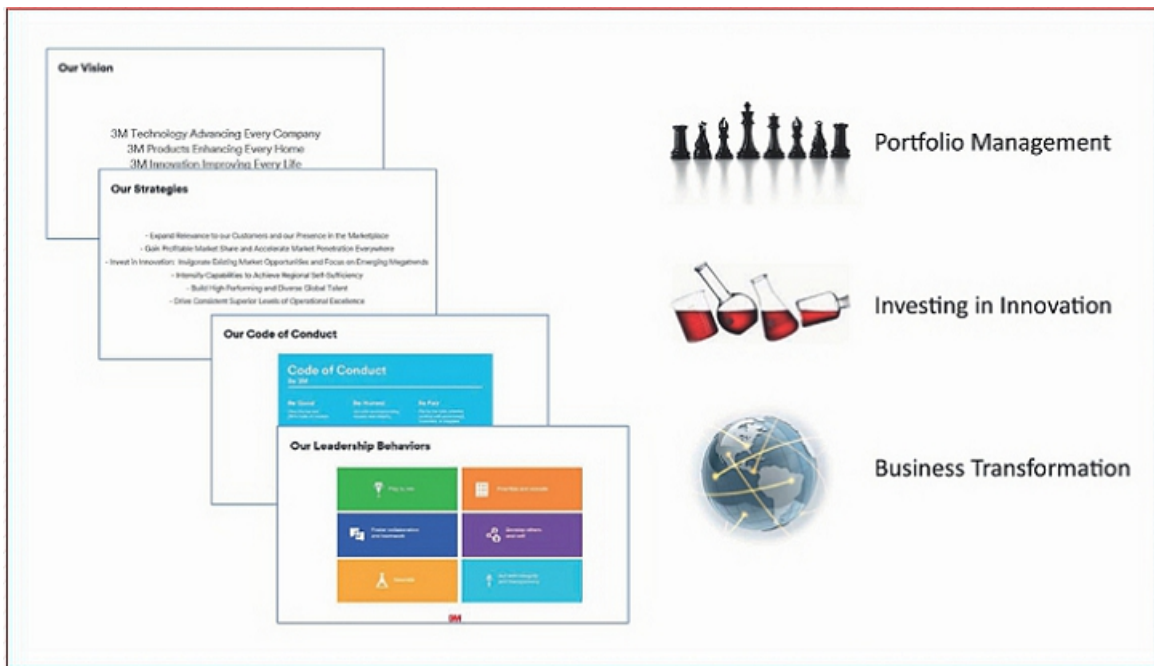 Our Vision
3M Technology Advancing Every Company
3M Products Enhancing Every Home
3M Innovation Improving Every Life
Our Strategies
- Expand Relevance to our Customers and our Presence in the Marketplace
- Gain Profitable Market Share and Accelerate Market Penetration Everywhere
- Invest in Innovation: Invigorate Existing Market Opportunities and Focus on Emerging Megatrends
- Intensify Capabilities to Achieve Regional Self-Sufficiency
- Build High Performing and Diverse Global Talent
- Drive Consistent Superior Levels of Operational Excellence
Our Code of Conduct
Code of Conduct
Be 3M
Be Good
Be Honest
Be Fair
Our Leadership Behaviors
Play to win
Prioritize and execute
Foster collaboration
and teamwork
Develop others
and self
Innovate
Act with integrity
and transparency
3M
Portfolio Management
Investing in Innovation
Business Transformation